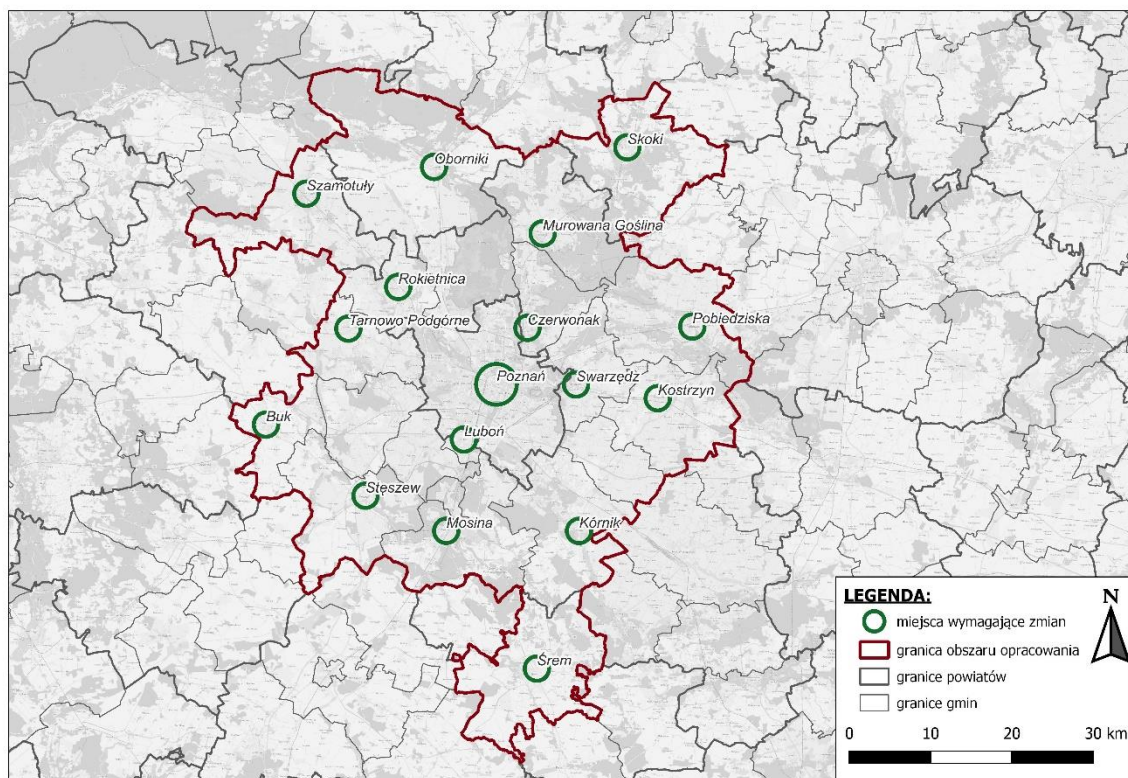 Skoki
Oborniki
Szamotuły
Murowana Goślina
Rokietnica
Tarnowo Podgórne
Czerwonak
Pobiedziska
Poznań
Swarzędz
Kostrzyn
Buk
Luboń
Stęszew
Mosina
Kórnik
Śrem
LEGENDA:
miejsca wymagające zmian
granica obszaru opracowania
granice powiatów
granice gmin
N
0 10 20 30 km